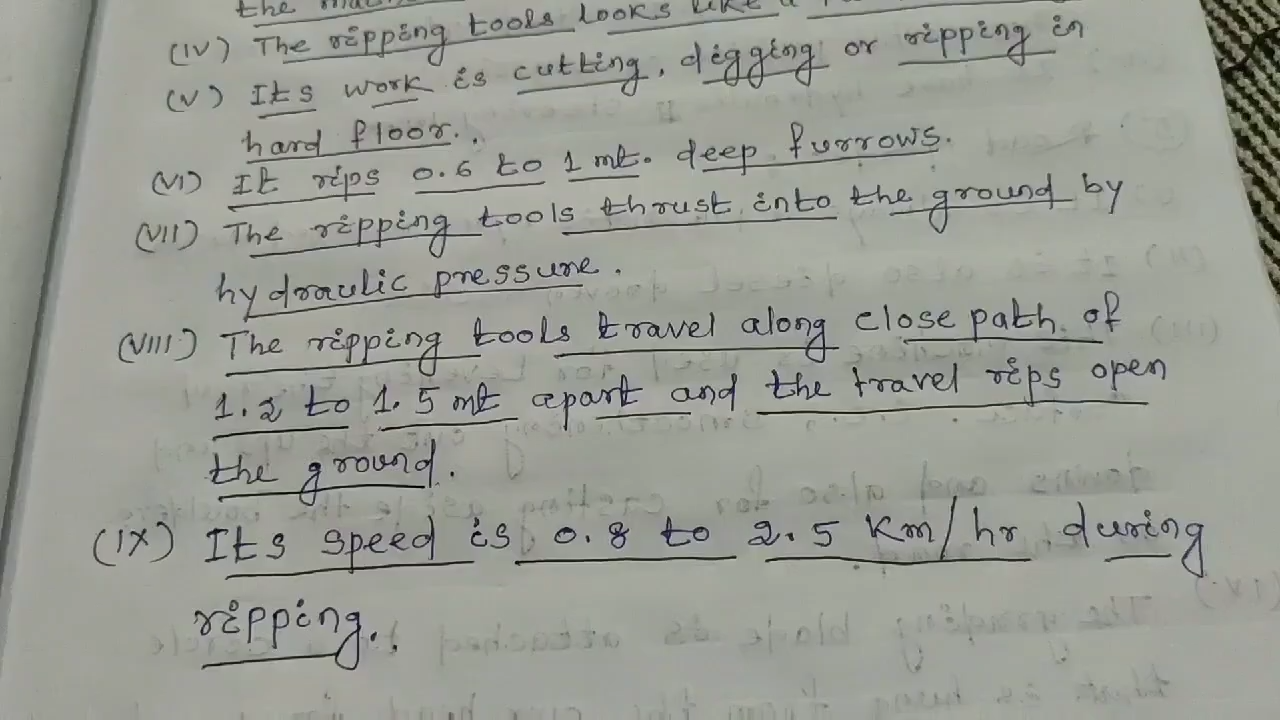 the
(IV) The ripping tools looks like a
(V) Its work is cutting, digging or ripping in
hard floor.
(VI) It rips 0.6 to 1 mt. deep furrows.
(VII) The ripping tools thrust into the ground by
hydraulic pressure.
(VIII) The ripping tools travel along close path of
1.2 to 1.5 mt apart and the travel rips open
the ground.
(IX) Its speed is 0.8 to 2.5 Km/hr during
ripping.